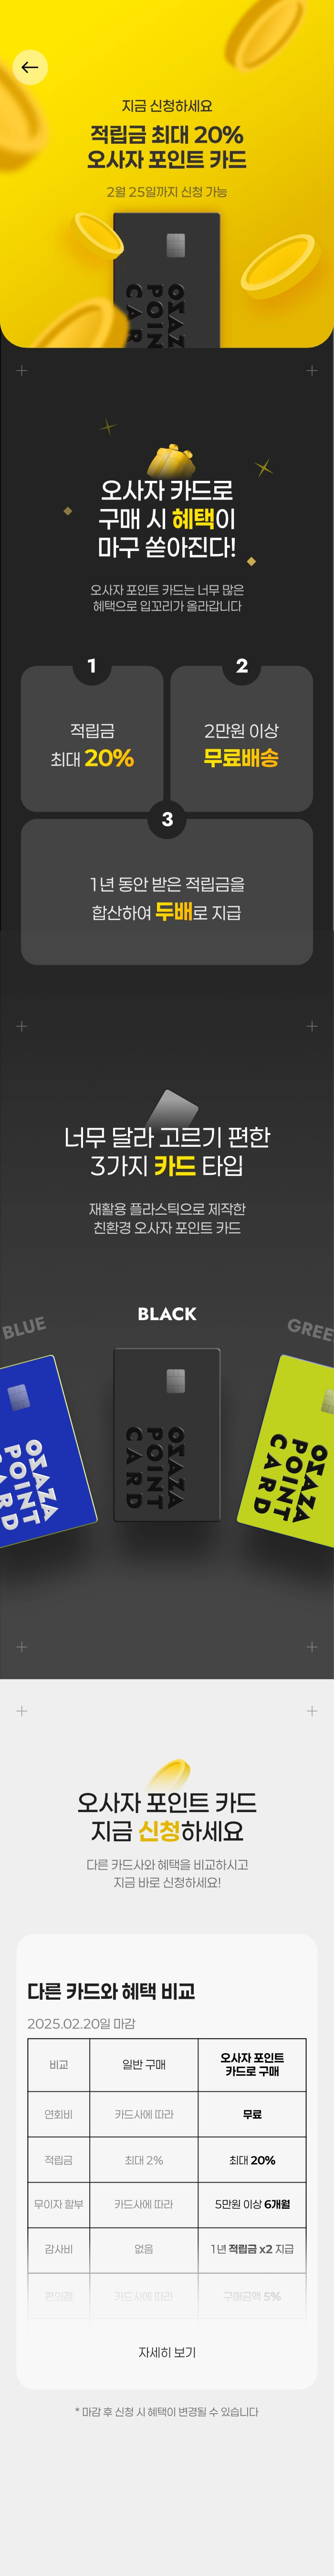 지금 신청하세요
적립금 최대 20%
오사자 포인트 카드
2월 25일까지 신청 가능
OSAZA
POIN
CAR
오사자 카드로
구매 시 혜택이
마구 쏟아진다!
오사자 포인트 카드는 너무 많은
혜택으로 입꼬리가 올라갑니다
1
적립금
최대 20%
2
2만원 이상
무료배송
3
1년 동안 받은 적립금을
합산하여 두배로 지급
너무 달라 고르기 편한
3가지 카드 타입
재활용 플라스틱으로 제작한
친환경 오사자 포인트 카드
BLUE
BLACK
GREE
OSAZA
POINT
CARD
OSAZA
POINT
CARD
OSAZA
POINT
CARD
오사자 포인트 카드
지금 신청하세요
다른 카드사와 혜택을 비교하시고
지금 바로 신청하세요!
다른 카드와 혜택 비교
2025.02.20일 마감
비교
일반 구매
오사자 포인트
카드로 구매
연회비
카드사에 따라
무료
적립금
최대 2%
최대 20%
무이자 할부
카드사에 따라
5만원 이상 6개월
감사비
없음
1년 적립금 x2 지급
편의점
카드사에 따라
구매금액 5%
자세히 보기
* 마감 후 신청 시 혜택이 변경될 수 있습니다